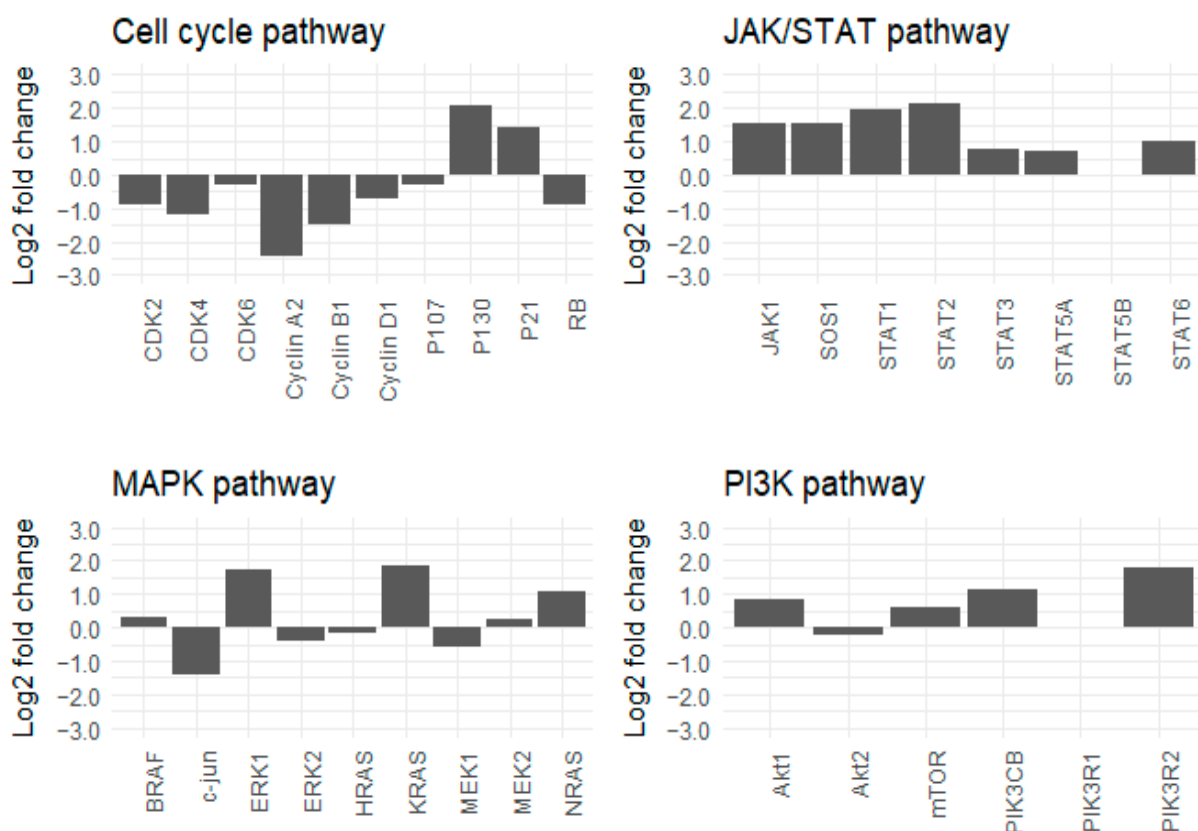 Cell cycle pathway
Log2 fold change
3.0
2.0
1.0
0.0
−1.0
−2.0
−3.0
CDK2
CDK4
CDK6
Cyclin A2
Cyclin B1
Cyclin D1
P107
P130
P21
RB
JAK/STAT pathway
Log2 fold change
3.0
2.0
1.0
0.0
−1.0
−2.0
−3.0
JAK1
SOS1
STAT1
STAT2
STAT3
STAT5A
STAT5B
STAT6
MAPK pathway
Log2 fold change
3.0
2.0
1.0
0.0
−1.0
−2.0
−3.0
BRAF
c-jun
ERK1
ERK2
HRAS
KRAS
MEK1
MEK2
NRAS
PI3K pathway
Log2 fold change
3.0
2.0
1.0
0.0
−1.0
−2.0
−3.0
Akt1
Akt2
mTOR
PIK3CB
PIK3R1
PIK3R2